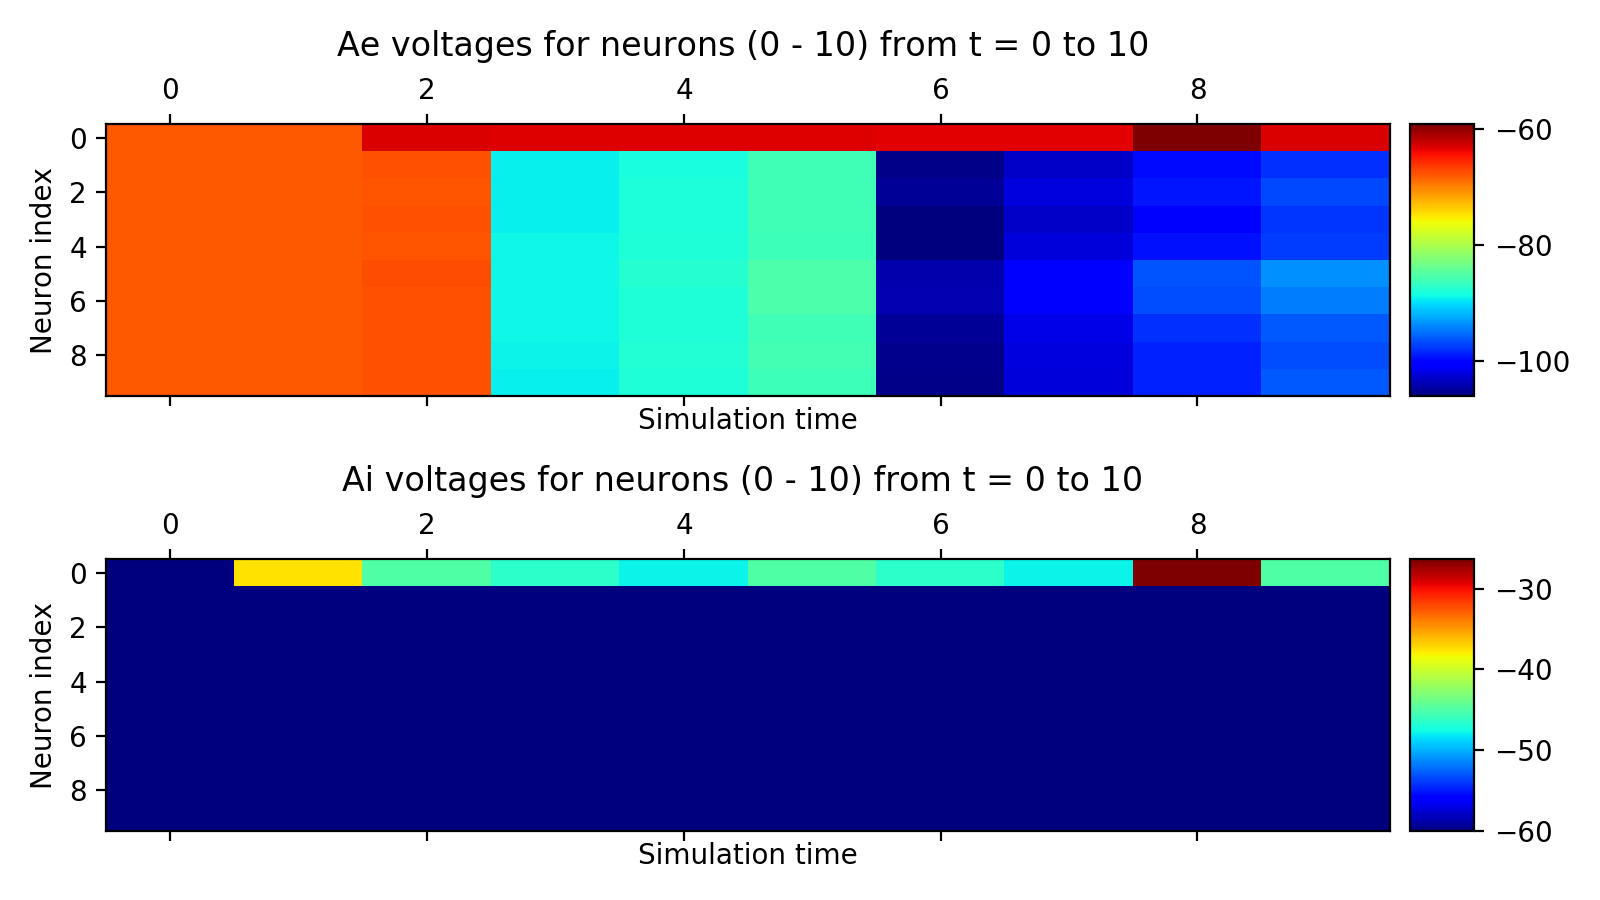 Ae voltages for neurons (0 - 10) from t = 0 to 10
0 2 4 6 8
Neuron index
0
2
4
6
8
Simulation time
−60
−80
−100
Ai voltages for neurons (0 - 10) from t = 0 to 10
0 2 4 6 8
Neuron index
0
2
4
6
8
Simulation time
−30
−40
−50
−60